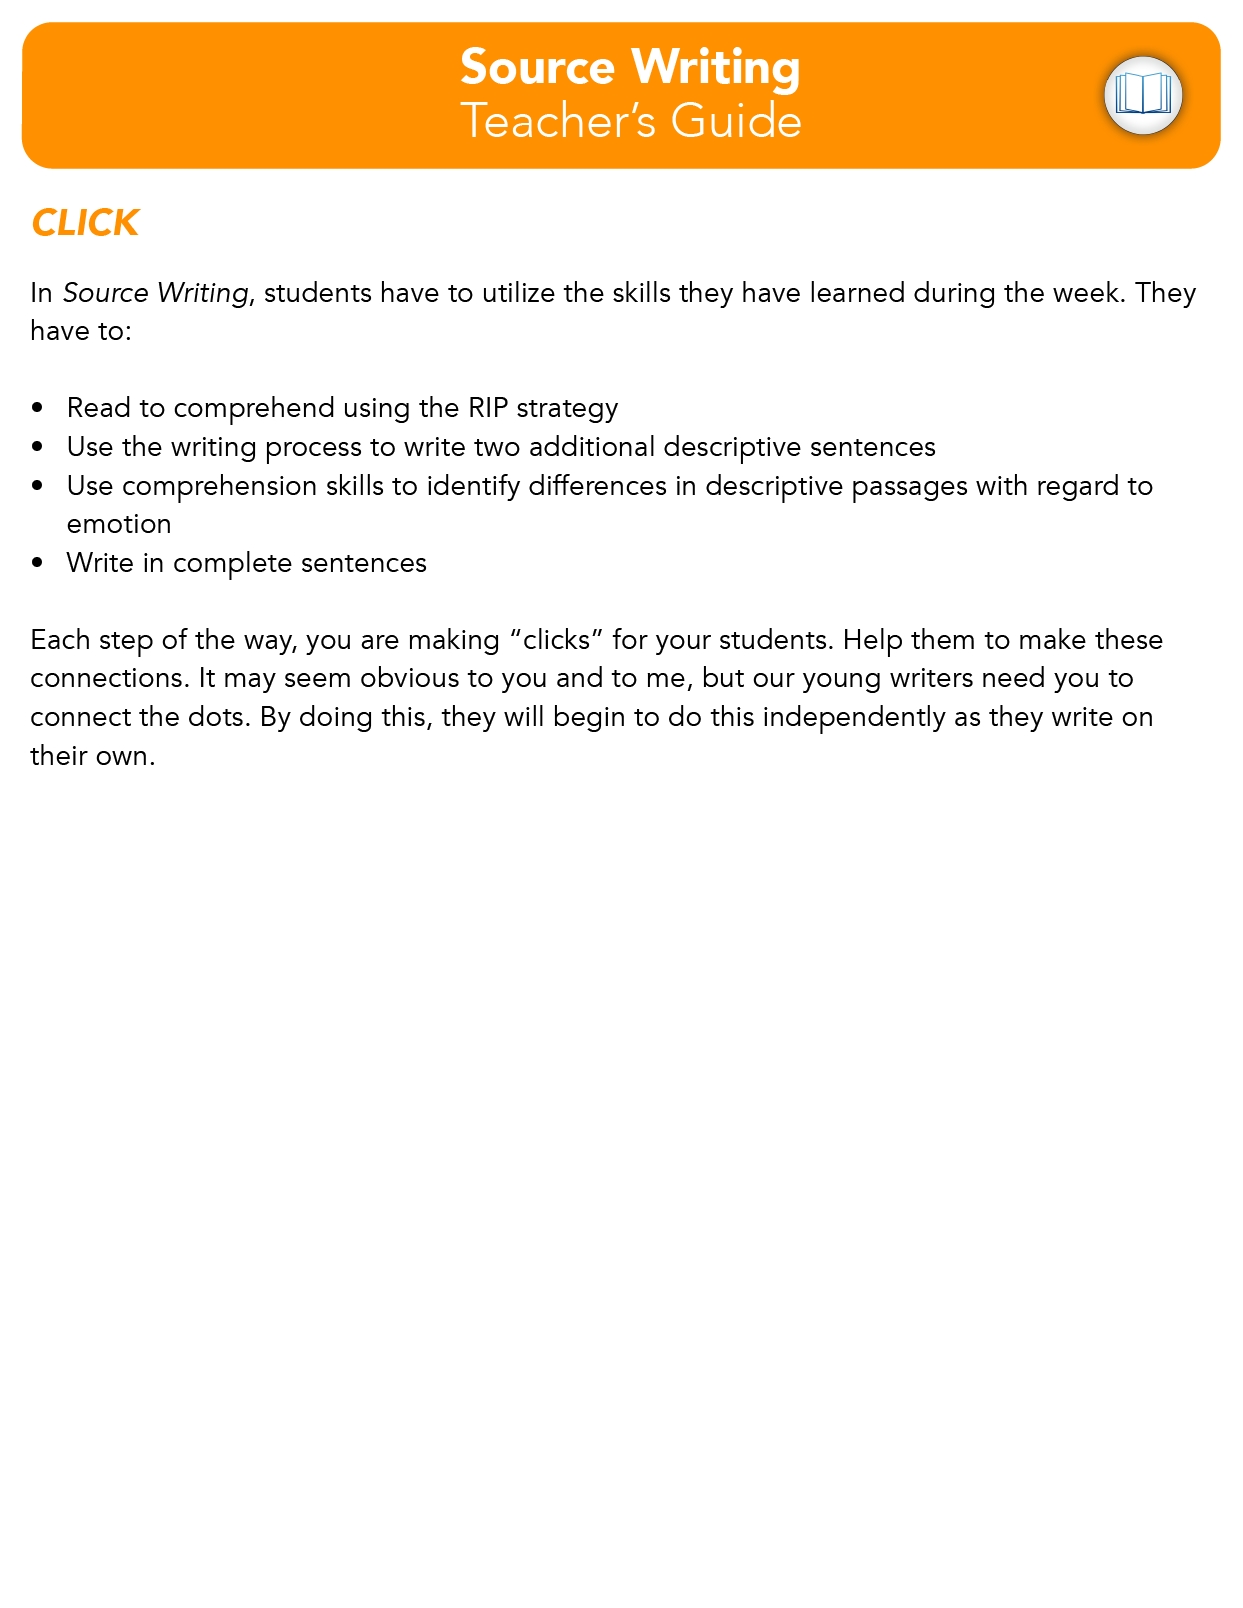 Source Writing
Teacher’s Guide
CLICK
In Source Writing, students have to utilize the skills they have learned during the week. They
have to:
• Read to comprehend using the RIP strategy
• Use the writing process to write two additional descriptive sentences
• Use comprehension skills to identify differences in descriptive passages with regard to
emotion
• Write in complete sentences
Each step of the way, you are making “clicks” for your students. Help them to make these
connections. It may seem obvious to you and to me, but our young writers need you to
connect the dots. By doing this, they will begin to do this independently as they write on
their own.